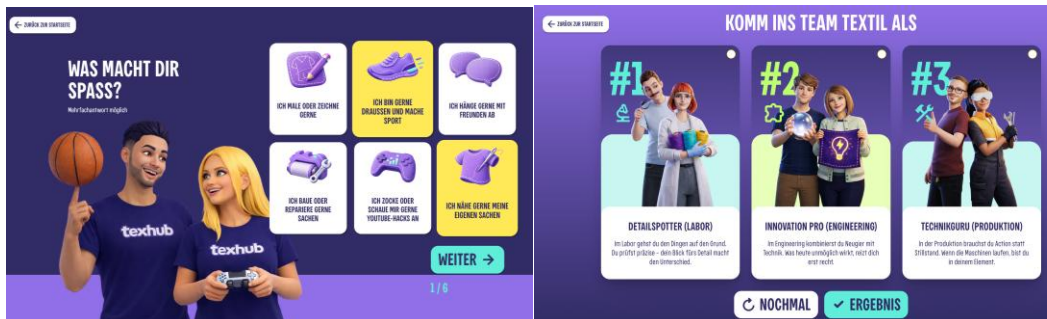 ← ZURÜCK ZUR STARTSEITE
WAS MACHT DIR
SPASS?
Mehrfachantwort möglich
ICH MALE ODER ZEICHNE
GERNE
ICH BIN GERNE
DRAUSSEN UND MACHE
SPORT
ICH HÄNGE GERNE MIT
FREUNDEN AB
ICH BAUE ODER
REPARIERE GERNE
SACHEN
ICH ZOCKE ODER
SCHAUE MIR GERNE
YOUTUBE-HACKS AN
ICH NÄHE GERNE MEINE
EIGENEN SACHEN
texhub
texhub
WEITER →
1/6
← ZURÜCK ZUR STARTSEITE
KOMM INS TEAM TEXTIL ALS
#1
DETAILSPOTTER (LABOR)
Im Labor gehst du den Dingen auf den Grund.
Du prüfst präzise – dein Blick fürs Detail macht
den Unterschied.
#2
INNOVATION PRO (ENGINEERING)
Im Engineering kombinierst du Neugier mit
Technik. Was heute unmöglich wirkt, reizt dich
erst recht.
#3
TECHNIKGURU (PRODUKTION)
In der Produktion brauchst du Action statt
Stillstand. Wenn die Maschinen laufen, bist du
in deinem Element.
NOCHMAL
ERGEBNIS